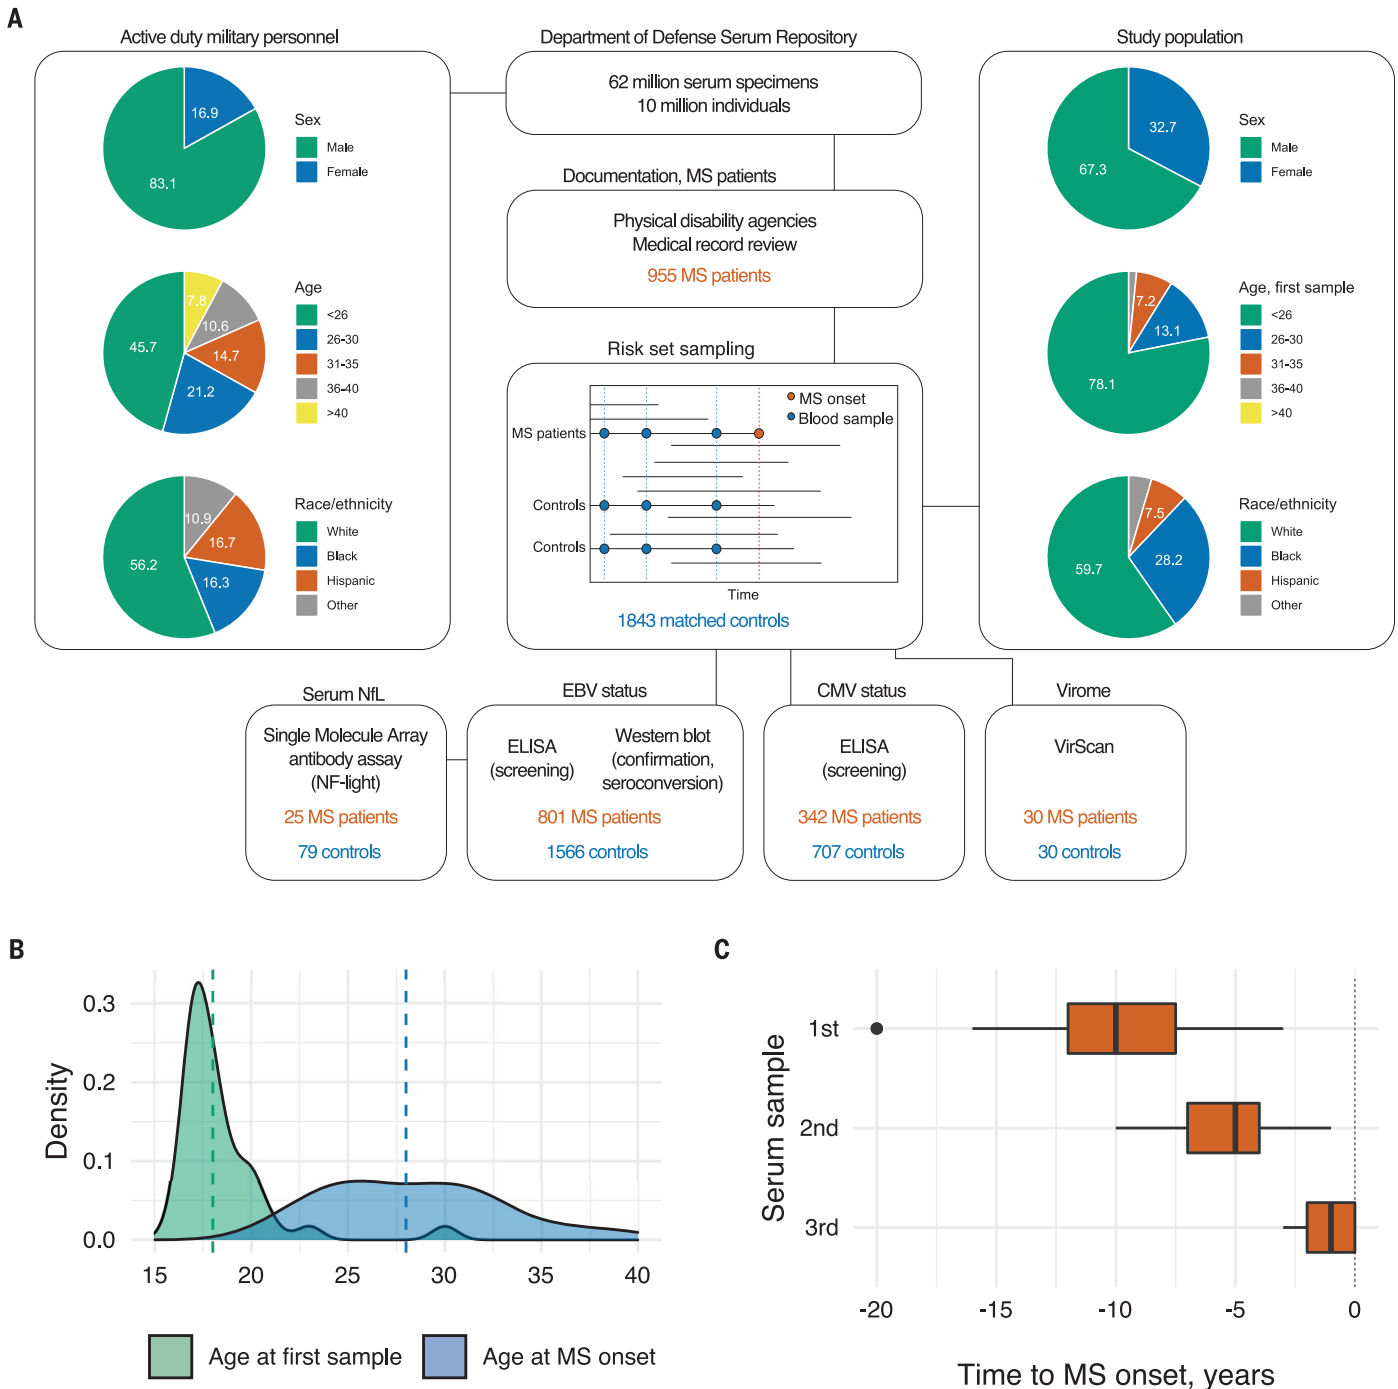 A
Active duty military personnel
Department of Defense Serum Repository
Study population
16.9
83.1
Sex
Male
Female
62 million serum specimens
10 million individuals
32.7
67.3
Sex
Male
Female
Documentation, MS patients
Physical disability agencies
Medical record review
955 MS patients
7.8
10.6
14.7
21.2
45.7
Age
<26
26-30
31-35
36-40
>40
7.2
13.1
78.1
Age, first sample
<26
26-30
31-35
36-40
>40
Risk set sampling
MS onset
Blood sample
MS patients
Controls
Controls
Time
1843 matched controls
10.9
16.7
16.3
56.2
Race/ethnicity
White
Black
Hispanic
Other
7.5
28.2
59.7
Race/ethnicity
White
Black
Hispanic
Other
Serum NfL
Single Molecule Array
antibody assay
(NF-light)
25 MS patients
79 controls
EBV status
ELISA
(screening)
Western blot
(confirmation,
seroconversion)
801 MS patients
1566 controls
CMV status
ELISA
(screening)
342 MS patients
707 controls
Virome
VirScan
30 MS patients
30 controls
B
Density
0.3
0.2
0.1
0.0
15 20 25 30 35 40
Age at first sample
Age at MS onset
C
Serum sample
1st
2nd
3rd
-20 -15 -10 -5 0
Time to MS onset, years